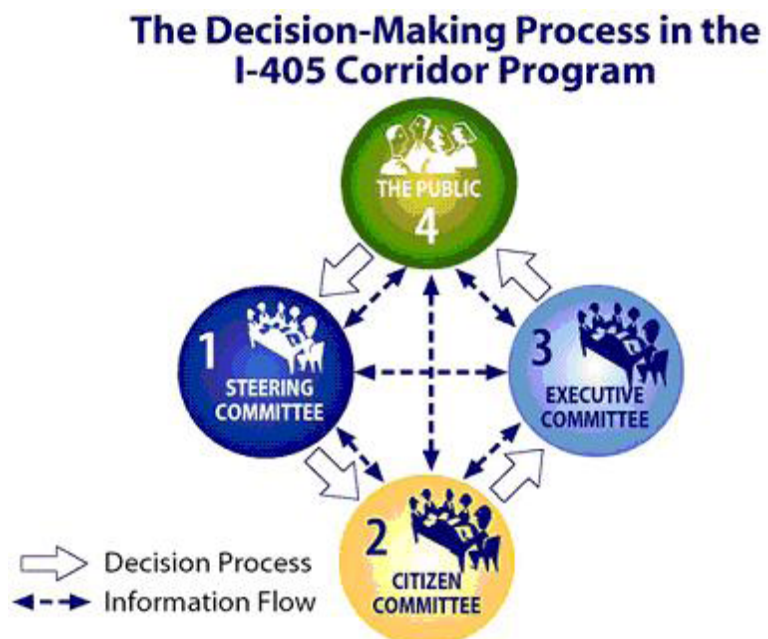 The Decision-Making Process in the
I-405 Corridor Program
THE PUBLIC
4
1
STEERING
COMMITTEE
3
EXECUTIVE
COMMITTEE
2
CITIZEN
COMMITTEE
Decision Process
Information Flow